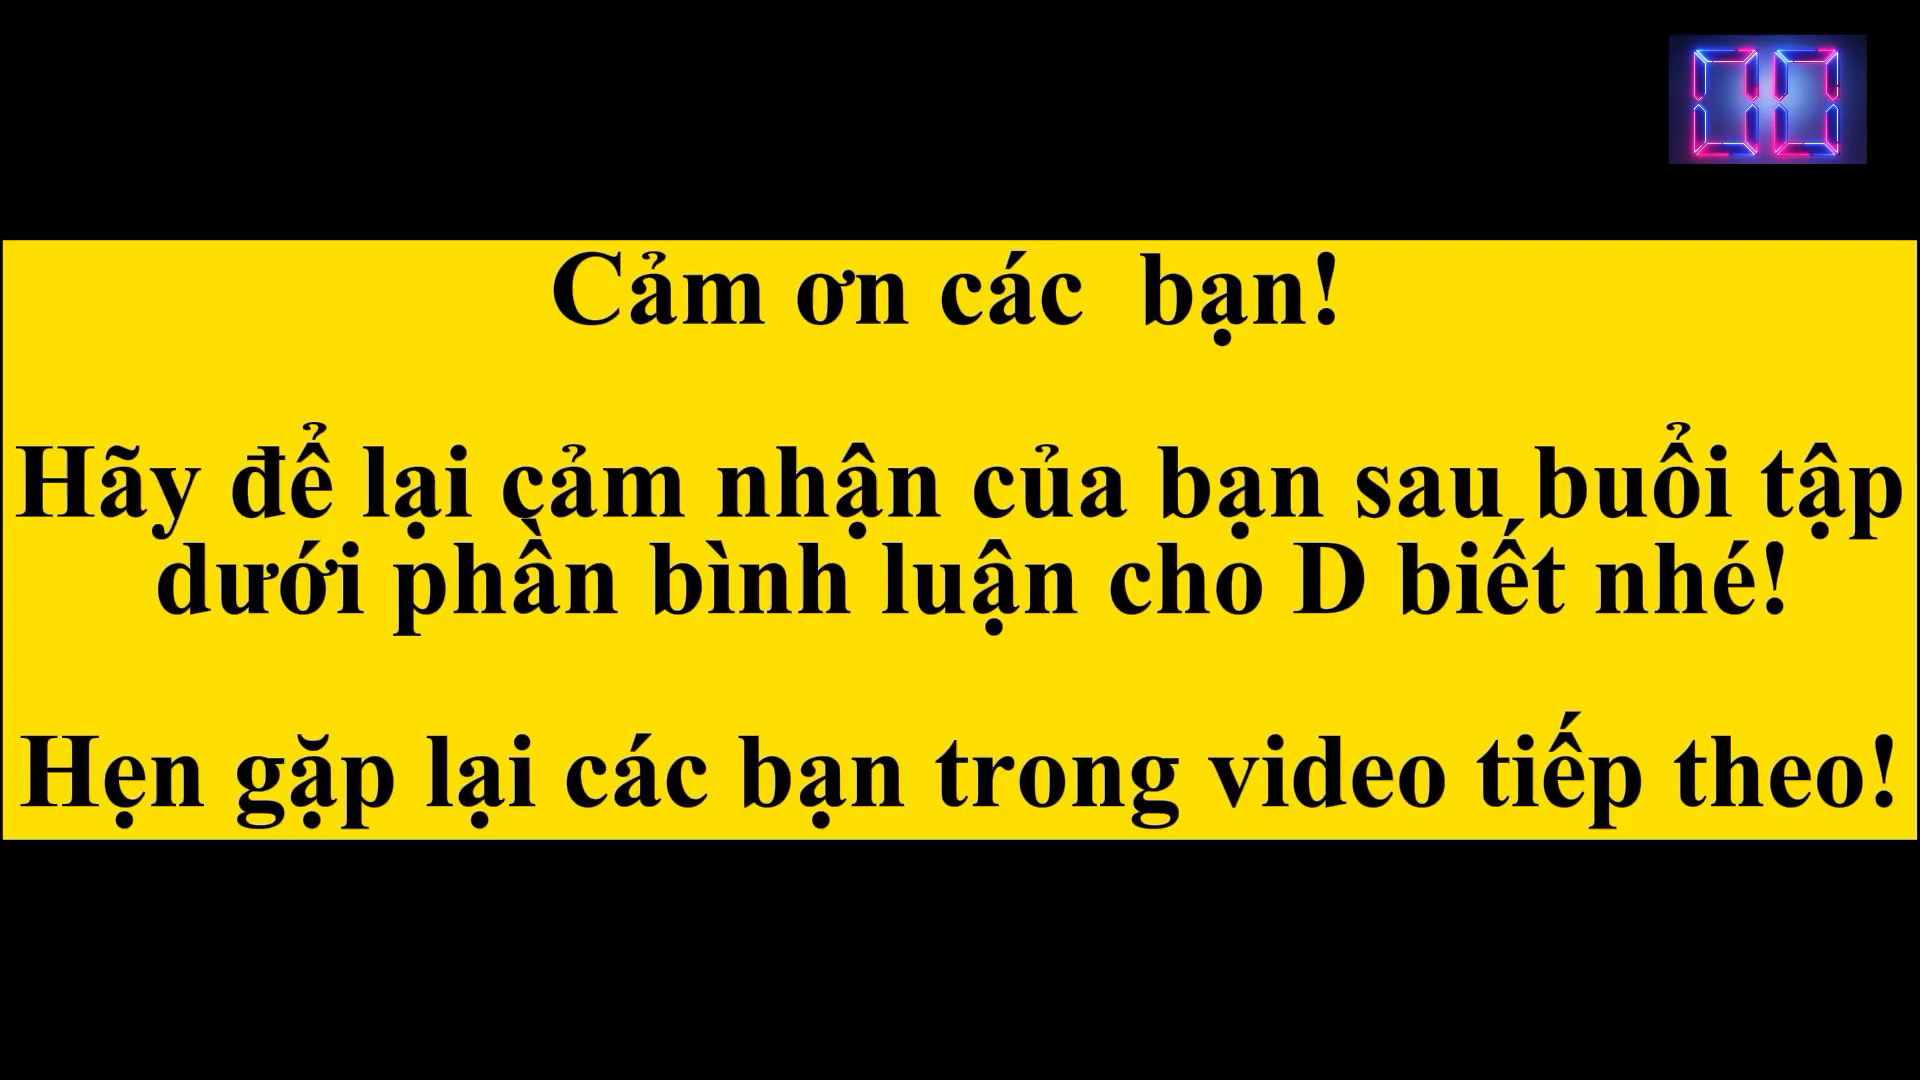 00
Cảm ơn các bạn!
Hãy để lại cảm nhận của bạn sau buổi tập
dưới phần bình luận cho D biết nhé!
Hẹn gặp lại các bạn trong video tiếp theo!